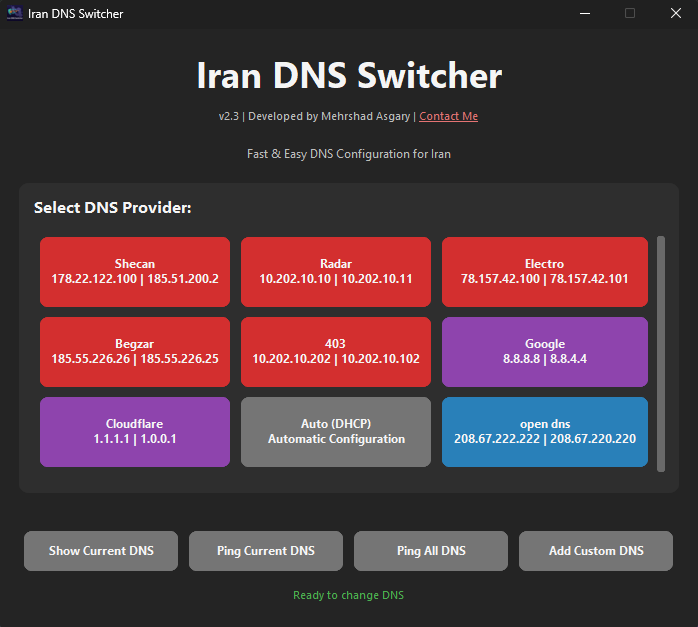 Iran DNS Switcher
Iran DNS Switcher
v2.3 | Developed by Mehrshad Asgary | Contact Me
Fast & Easy DNS Configuration for Iran
Select DNS Provider:
Shecan
178.22.122.100 | 185.51.200.2
Radar
10.202.10.10 | 10.202.10.11
Electro
78.157.42.100 | 78.157.42.101
Begzar
185.55.226.26 | 185.55.226.25
403
10.202.10.202 | 10.202.10.102
Google
8.8.8.8 | 8.8.4.4
Cloudflare
1.1.1.1 | 1.0.0.1
Auto (DHCP)
Automatic Configuration
open dns
208.67.222.222 | 208.67.220.220
Show Current DNS
Ping Current DNS
Ping All DNS
Add Custom DNS
Ready to change DNS